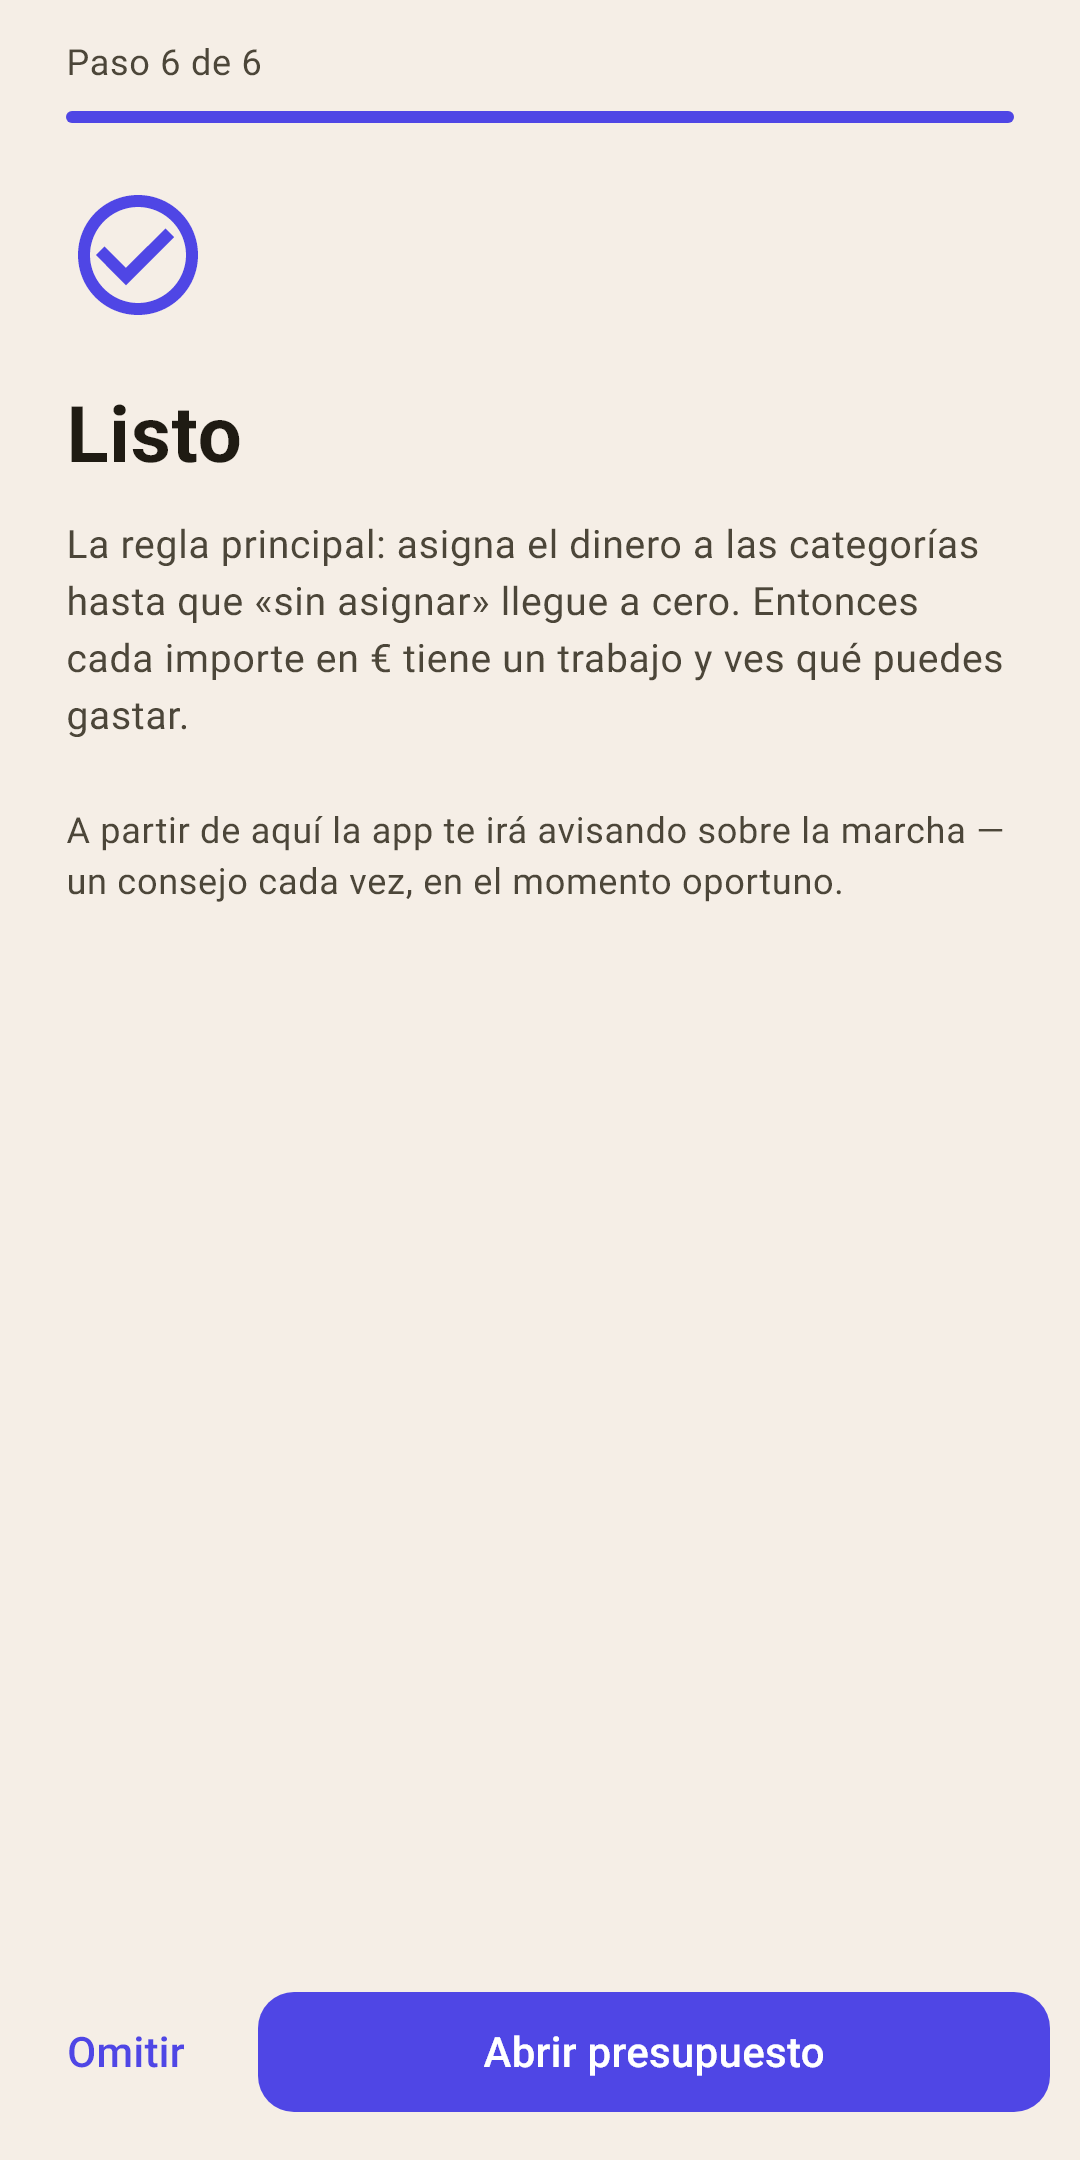 Paso 6 de 6
Listo
La regla principal: asigna el dinero a las categorías
hasta que «sin asignar» llegue a cero. Entonces
cada importe en € tiene un trabajo y ves qué puedes
gastar.
A partir de aquí la app te irá avisando sobre la marcha —
un consejo cada vez, en el momento oportuno.
Omitir
Abrir presupuesto